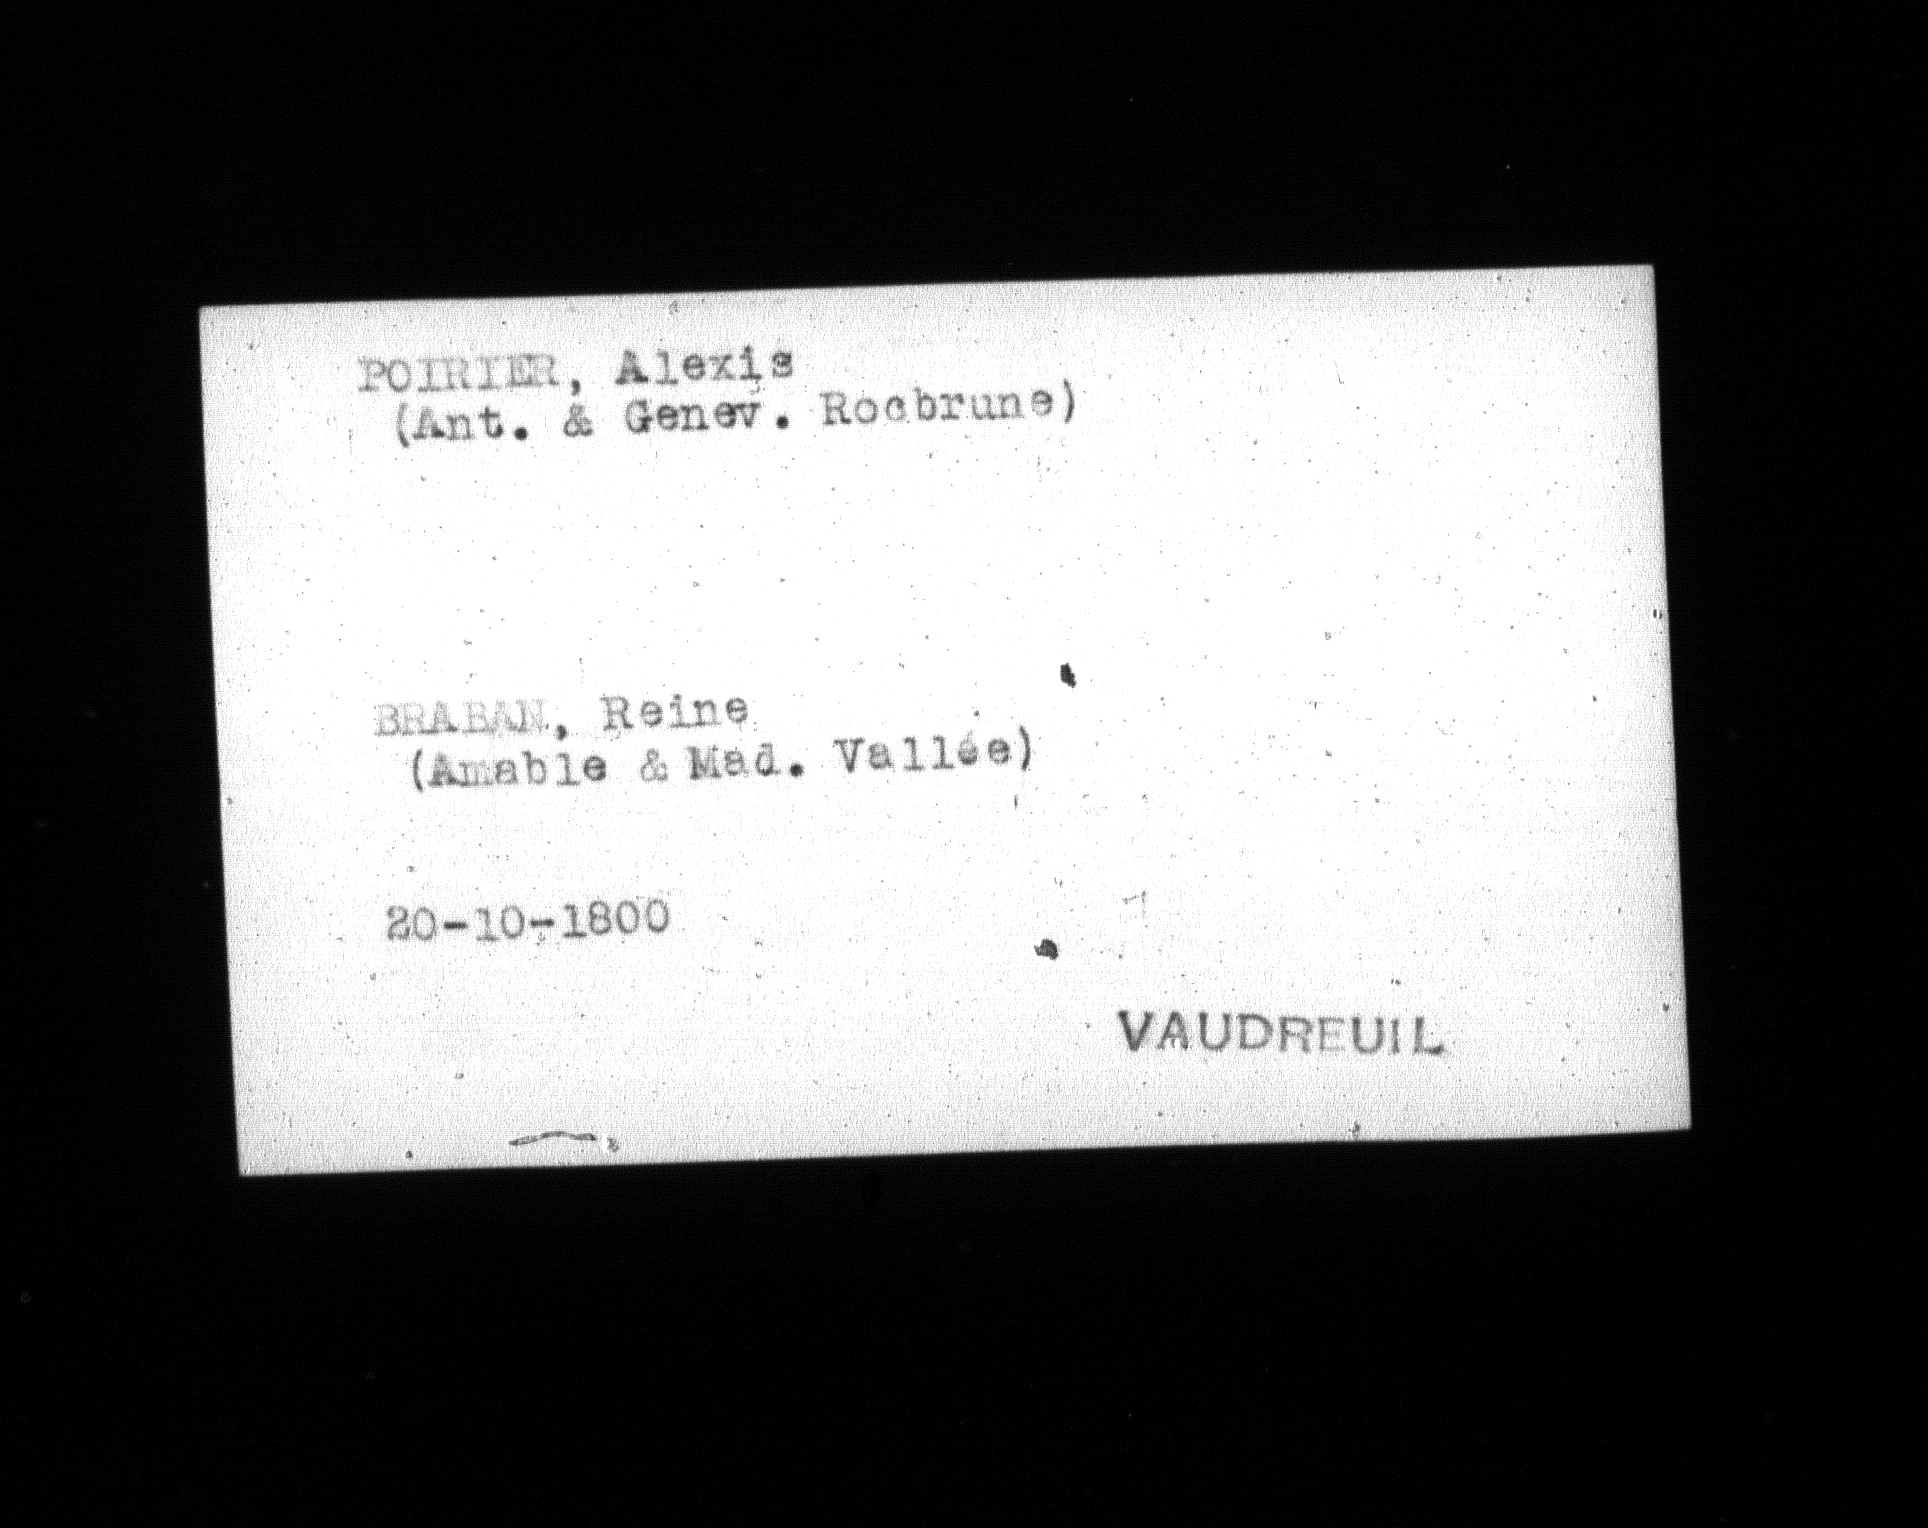 POIRIER, Alexis
(Ant. & Genev. Rocbrune)
BRABAN, Reine
(Amable & Mad. Vallée)
20-10-1800
VAUDREUIL